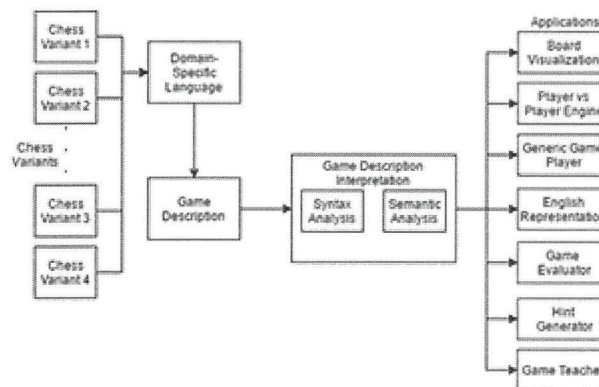 Chess
Variant 1
Chess
Variant 2
Chess
Variants
Chess
Variant 3
Chess
Variant 4
Domain-
Specific
Language
Game
Description
Game Description
Interpretation
Syntax
Analysis
Semantic
Analysis
Applications
Board
Visualization
Player vs
Player Engine
Generic Game
Player
English
Representation
Game
Evaluator
Hint
Generator
Game Teacher